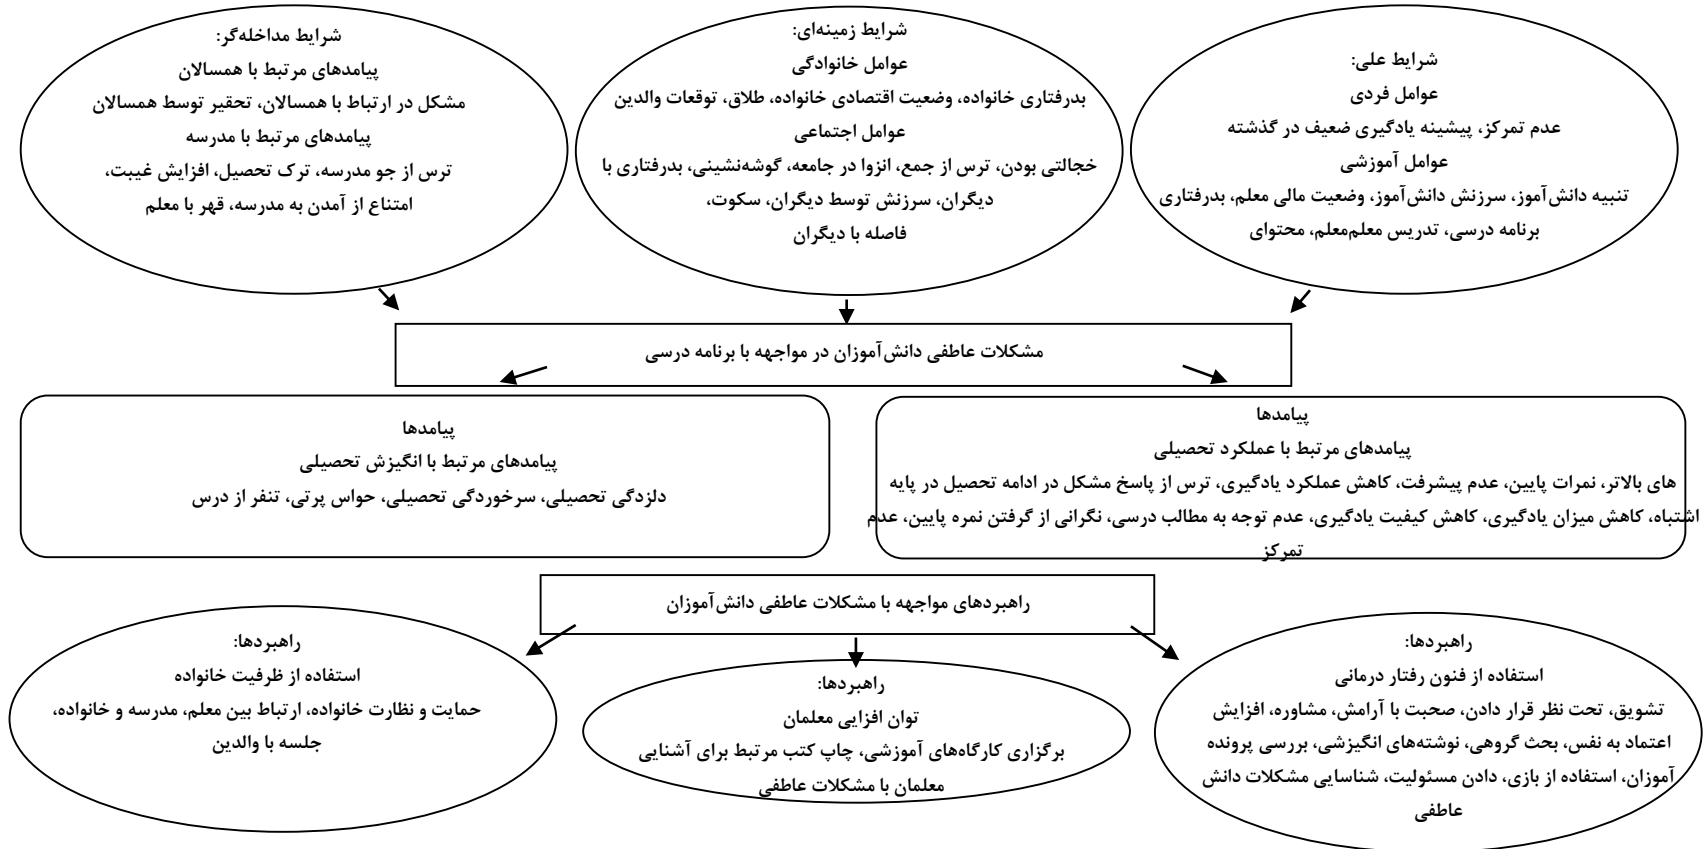 شرایط علی:
عوامل فردی
عدم تمرکز، پیشینه یادگیری ضعیف در گذشته
عوامل آموزشی
تنبیه دانش‌آموز، سرزنش دانش‌آموز، وضعیت مالی معلم، بدرفتاری
برنامه درسی، تدریس معلم‌معلم، محتوای
شرایط زمینه‌ای:
عوامل خانوادگی
بدرفتاری خانواده، وضعیت اقتصادی خانواده، طلاق، توقعات والدین
عوامل اجتماعی
خجالتی بودن، ترس از جمع، انزوا در جامعه، گوشه‌نشینی، بدرفتاری با
دیگران، سرزنش توسط دیگران، سکوت،
فاصله با دیگران
شرایط مداخله‌گر:
پیامدهای مرتبط با همسالان
مشکل در ارتباط با همسالان، تحقیر توسط همسالان
پیامدهای مرتبط با مدرسه
ترس از جو مدرسه، ترک تحصیل، افزایش غیبت،
امتناع از آمدن به مدرسه، قهر با معلم
مشکلات عاطفی دانش‌آموزان در مواجهه با برنامه درسی
پیامدها
پیامدهای مرتبط با عملکرد تحصیلی
های بالاتر، نمرات پایین، عدم پیشرفت، کاهش عملکرد یادگیری، ترس از پاسخ مشکل در ادامه تحصیل در پایه
اشتباه، کاهش میزان یادگیری، کاهش کیفیت یادگیری، عدم توجه به مطالب درسی، نگرانی از گرفتن نمره پایین، عدم
تمرکز
پیامدها
پیامدهای مرتبط با انگیزش تحصیلی
دلزدگی تحصیلی، سرخوردگی تحصیلی، حواس پرتی، تنفر از درس
راهبردهای مواجهه با مشکلات عاطفی دانش‌آموزان
راهبردها:
استفاده از فنون رفتار درمانی
تشویق، تحت نظر قرار دادن، صحبت با آرامش، مشاوره، افزایش
اعتماد به نفس، بحث گروهی، نوشته‌های انگیزشی، بررسی پرونده
آموزان، استفاده از بازی، دادن مسئولیت، شناسایی مشکلات دانش
عاطفی
راهبردها:
توان افزایی معلمان
برگزاری کارگاه‌های آموزشی، چاپ کتب مرتبط برای آشنایی
معلمان با مشکلات عاطفی
راهبردها:
استفاده از ظرفیت خانواده
حمایت و نظارت خانواده، ارتباط بین معلم، مدرسه و خانواده،
جلسه با والدین